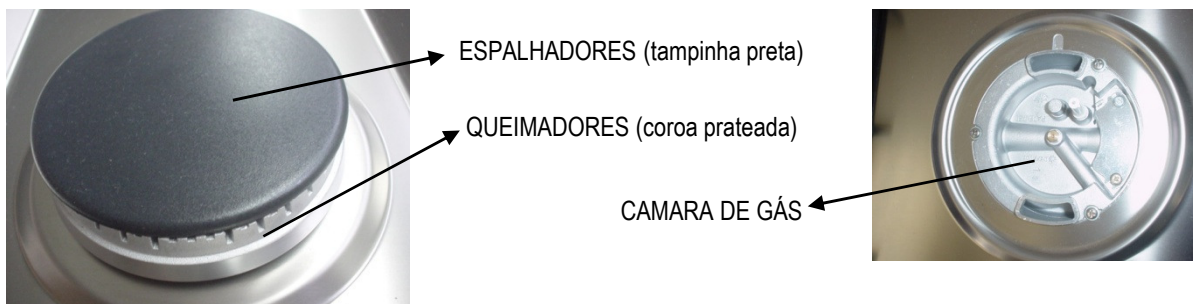 ESPALHADORES (tampinha preta)
QUEIMADORES (coroa prateada)
CAMARA DE GÁS